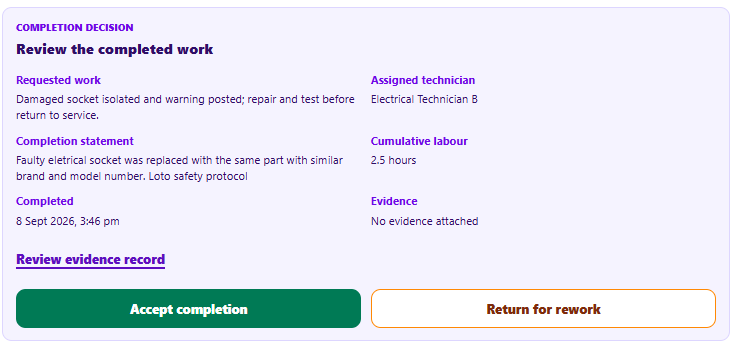 COMPLETION DECISION
Review the completed work
Requested work
Damaged socket isolated and warning posted; repair and test before
return to service.
Assigned technician
Electrical Technician B
Completion statement
Faulty eletrical socket was replaced with the same part with similar
brand and model number. Loto safety protocol
Cumulative labour
2.5 hours
Completed
8 Sept 2026, 3:46 pm
Evidence
No evidence attached
Review evidence record
Accept completion
Return for rework